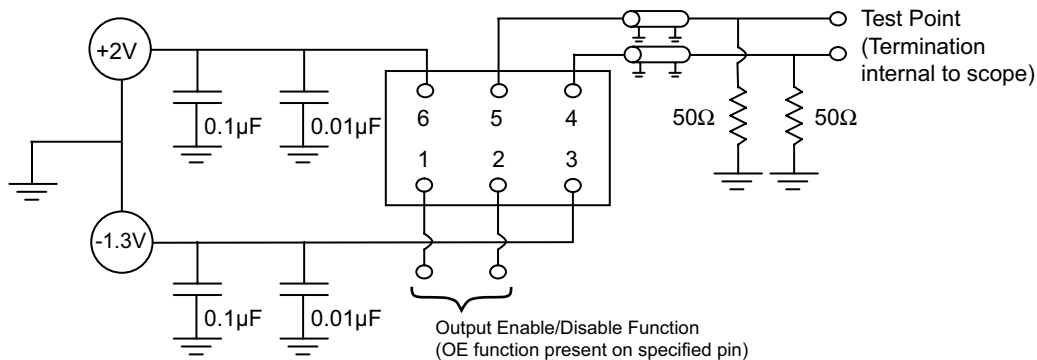 +2V
Test Point
(Termination
internal to scope)
0.1µF
0.01µF
6
5
4
50Ω
50Ω
1
2
3
-1.3V
0.1µF
0.01µF
Output Enable/Disable Function
(OE function present on specified pin)